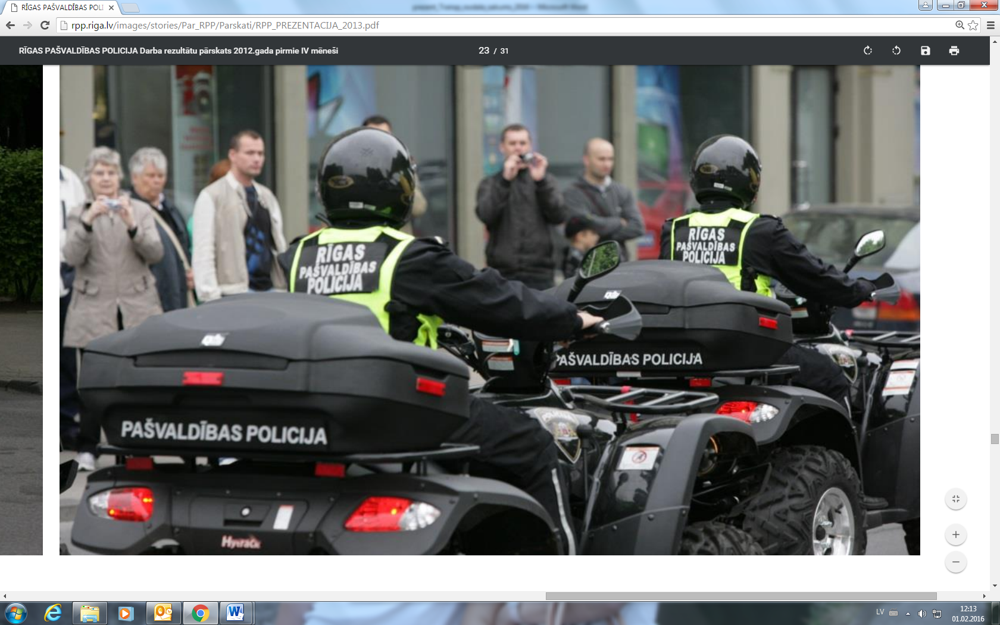 RĪGAS PAŠVALDĪBAS POLI
rpp.riga.lv/images/stories/Par_RPP/Parskati/RPP_PREZENTACIJA_2013.pdf
RĪGAS PAŠVALDĪBAS POLICIJA Darba rezultātu pārskats 2012.gada pirmie IV mēneši
23 / 31
RĪGAS
PAŠVALDĪBAS
POLICIJA
RĪGAS
PAŠVALDĪBAS
POLICIJA
PAŠVALDĪBAS POLICIJA
PAŠVALDĪBAS POLICIJA
Hytrack
LV
12:13
01.02.2016